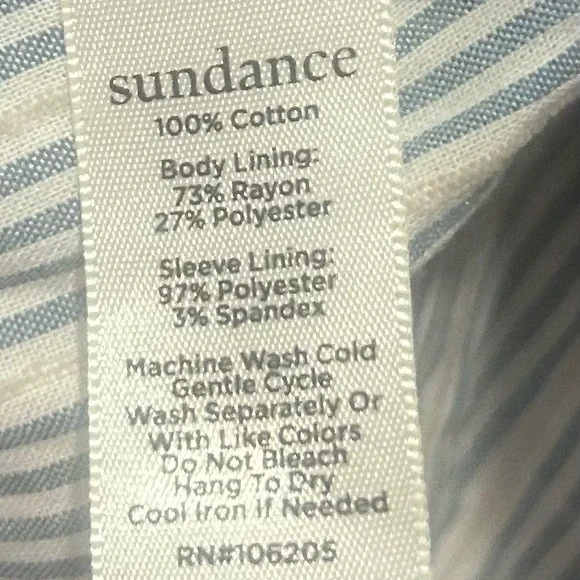 sundance
100% Cotton
Body Lining:
73% Rayon
27% Polyester
Sleeve Lining:
97% Polyester
3% Spandex
Machine Wash Cold
Gentle Cycle
Wash Separately Or
With Like Colors
Do Not Bleach
Hang To Dry
Cool Iron If Needed
RN#106205